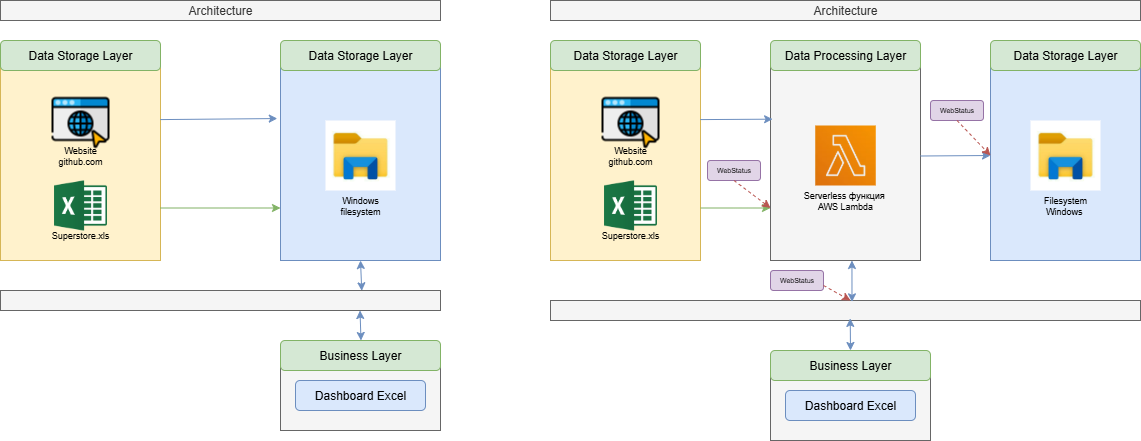 Architecture
Data Storage Layer
Data Storage Layer
Website
github.com
Superstore.xls
Windows
filesystem
Business Layer
Dashboard Excel
Architecture
Data Storage Layer
Data Processing Layer
Data Storage Layer
Website
github.com
WebStatus
Superstore.xls
Serverless функция
AWS Lambda
WebStatus
Filesystem
Windows
WebStatus
Business Layer
Dashboard Excel